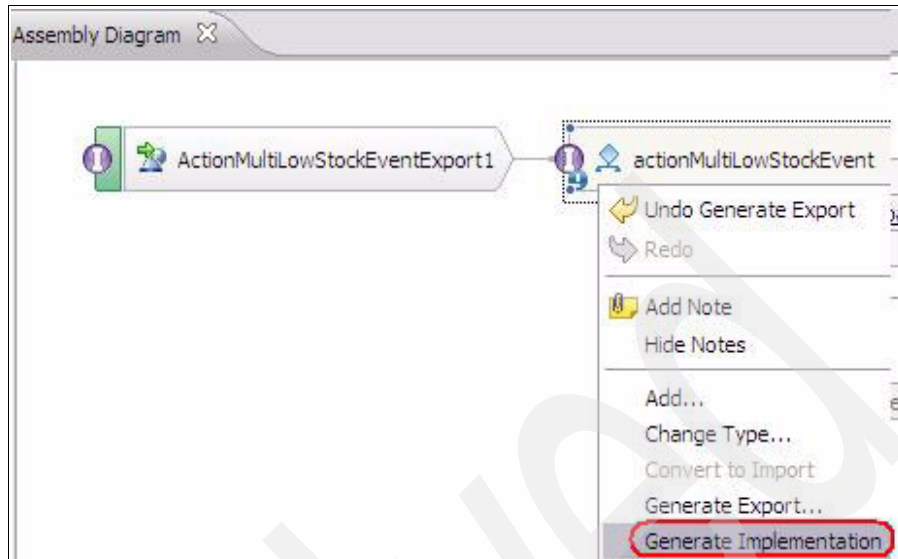 Assembly Diagram
ActionMultiLowStockEventExport1
actionMultiLowStockEvent
Undo Generate Export
Redo
Add Note
Hide Notes
Add...
Change Type...
Convert to Import
Generate Export...
Generate Implementation